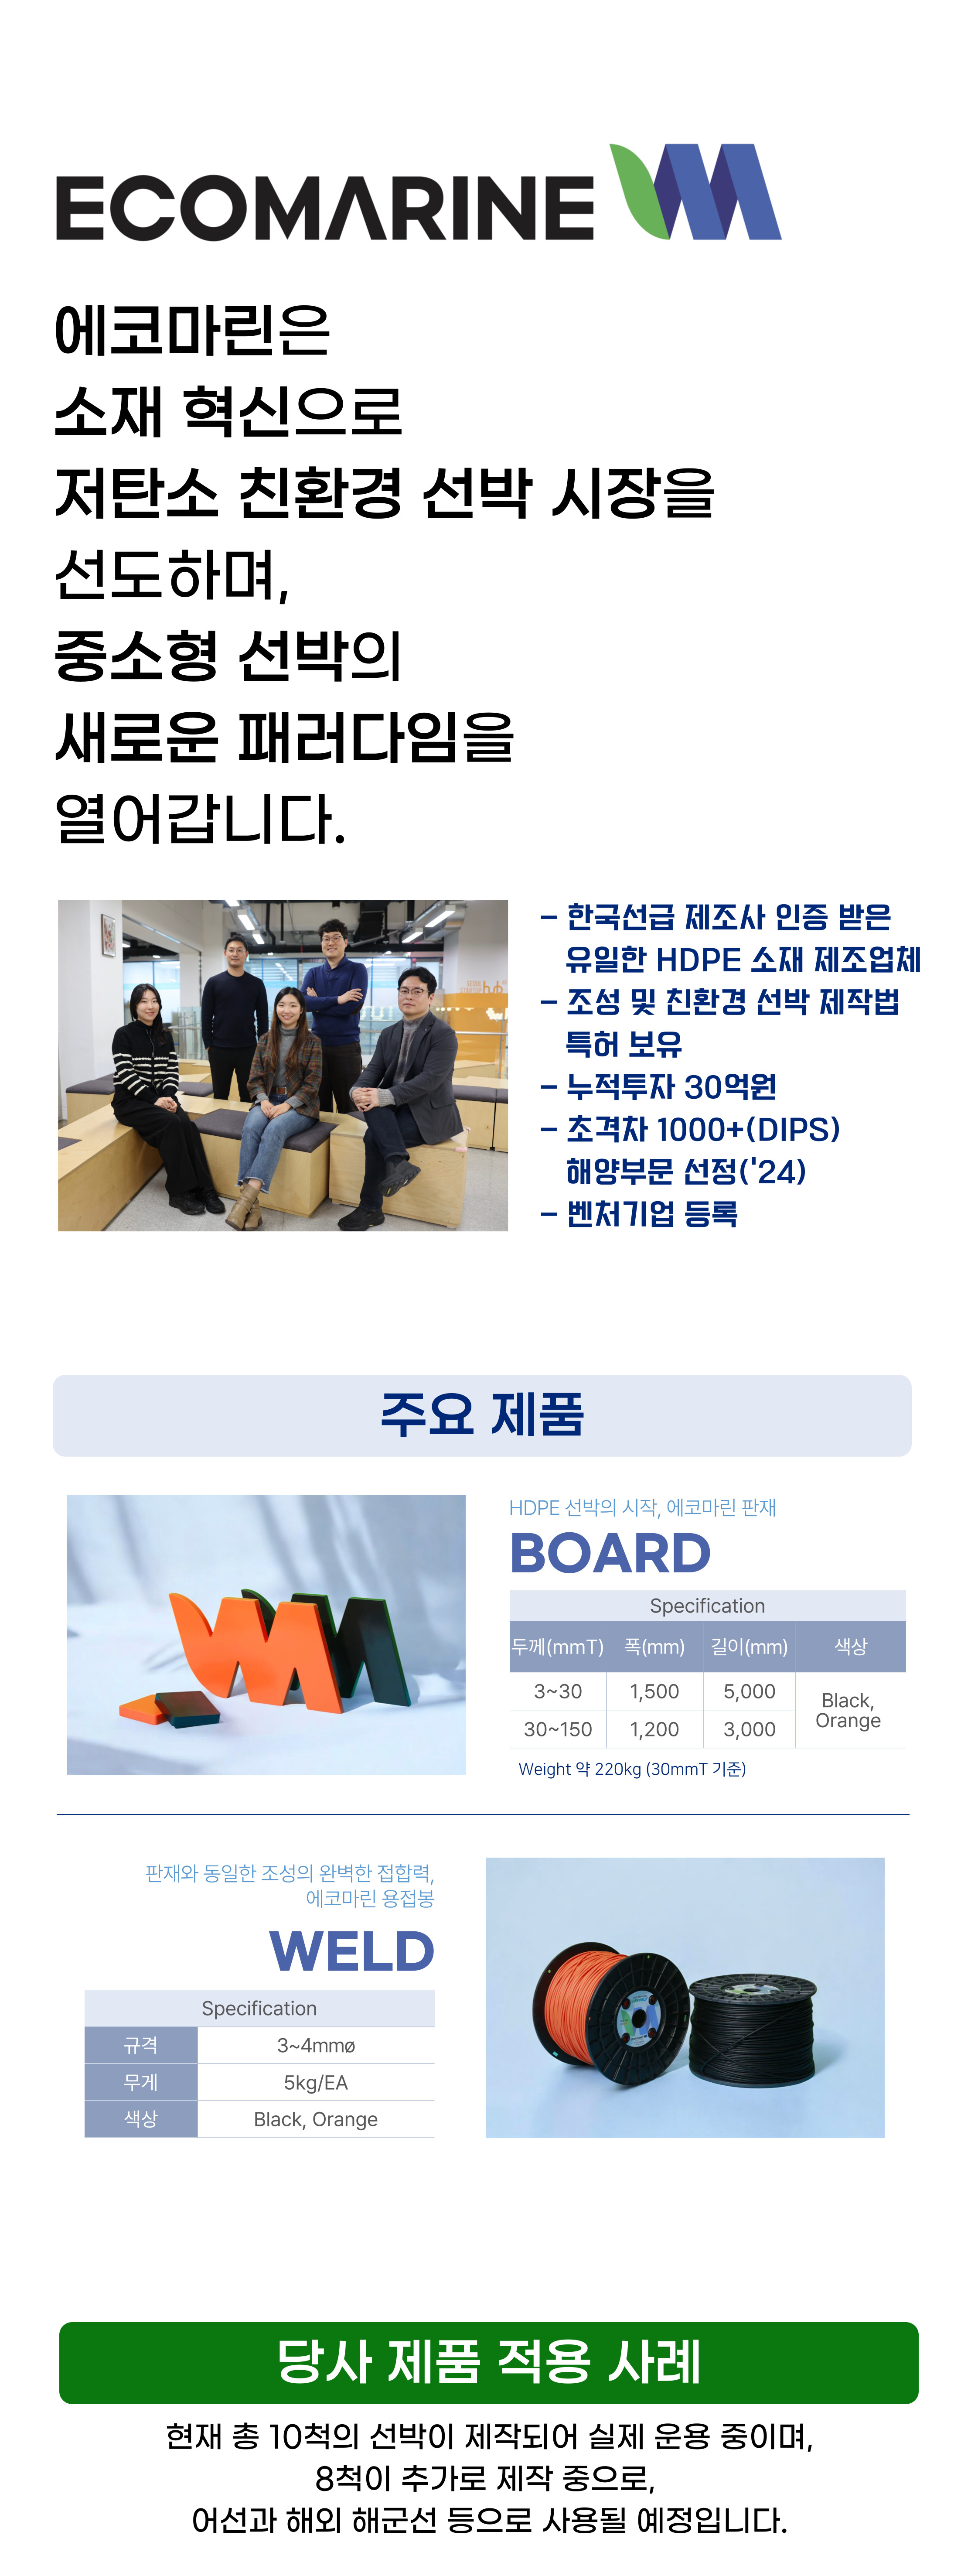 ECOMARINE
에코마린은
소재 혁신으로
저탄소 친환경 선박 시장을
선도하며,
중소형 선박의
새로운 패러다임을
열어갑니다.
- 한국선급 제조사 인증 받은
유일한 HDPE 소재 제조업체
- 조성 및 친환경 선박 제작법
특허 보유
- 누적투자 30억원
- 초격차 1000+(DIPS)
해양부문 선정('24)
- 벤처기업 등록
주요 제품
HDPE 선박의 시작, 에코마린 판재
BOARD
Specification
두께(mmT) 폭(mm) 길이(mm) 색상
3~30 1,500 5,000 Black,
30~150 1,200 3,000 Orange
Weight 약 220kg (30mmT 기준)
판재와 동일한 조성의 완벽한 접합력,
에코마린 용접봉
WELD
Specification
규격 3~4mmø
무게 5kg/EA
색상 Black, Orange
당사 제품 적용 사례
현재 총 10척의 선박이 제작되어 실제 운용 중이며,
8척이 추가로 제작 중으로,
어선과 해외 해군선 등으로 사용될 예정입니다.